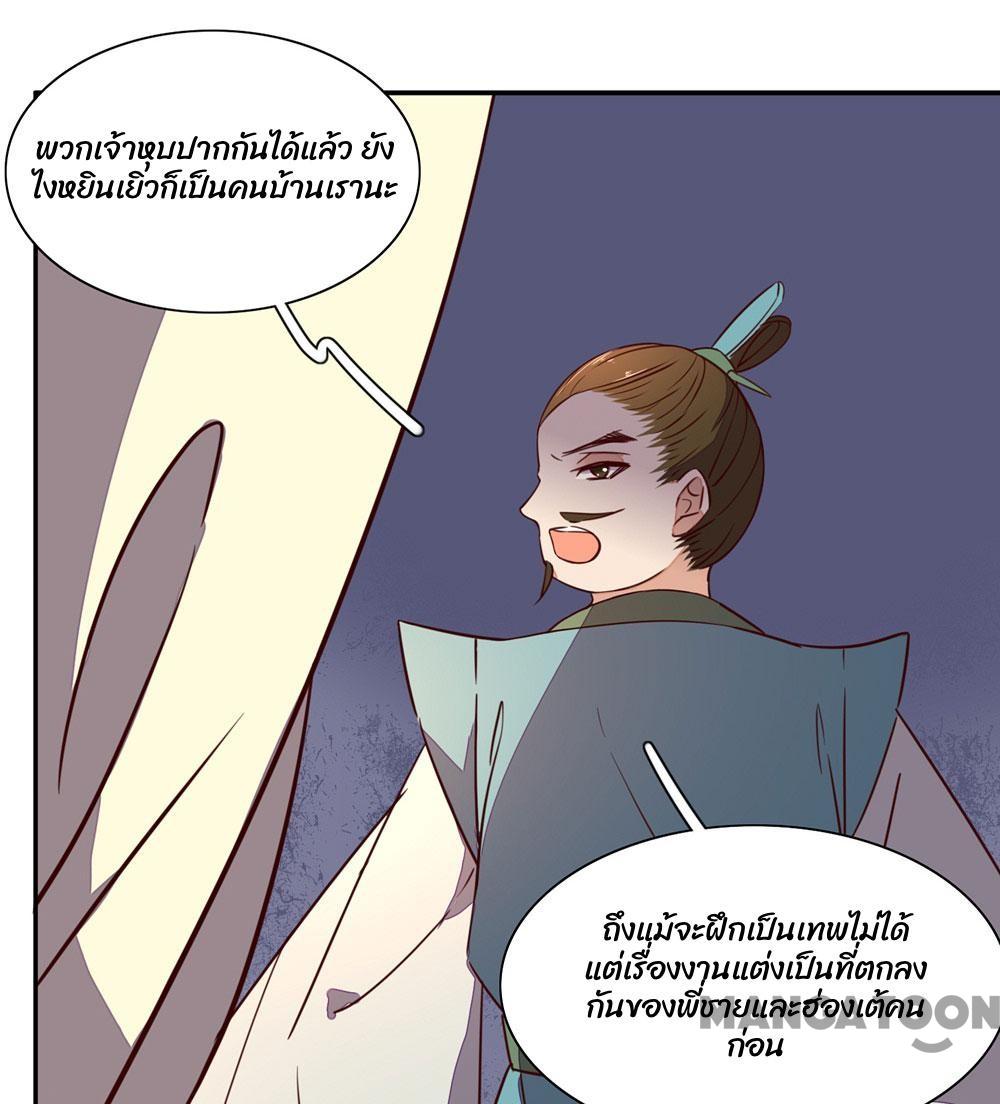 พวกเจ้าหุบปากกันได้แล้ว ยัง
ไงหยินเยิ่วก็เป็นคนบ้านเรานะ
ถึงแม้จะฝึกเป็นเทพไม่ได้
แต่เรื่องงานแต่งเป็นที่ตกลง
กันของพี่ชายและฮ่องเต้คน
ก่อน
MANGATOON